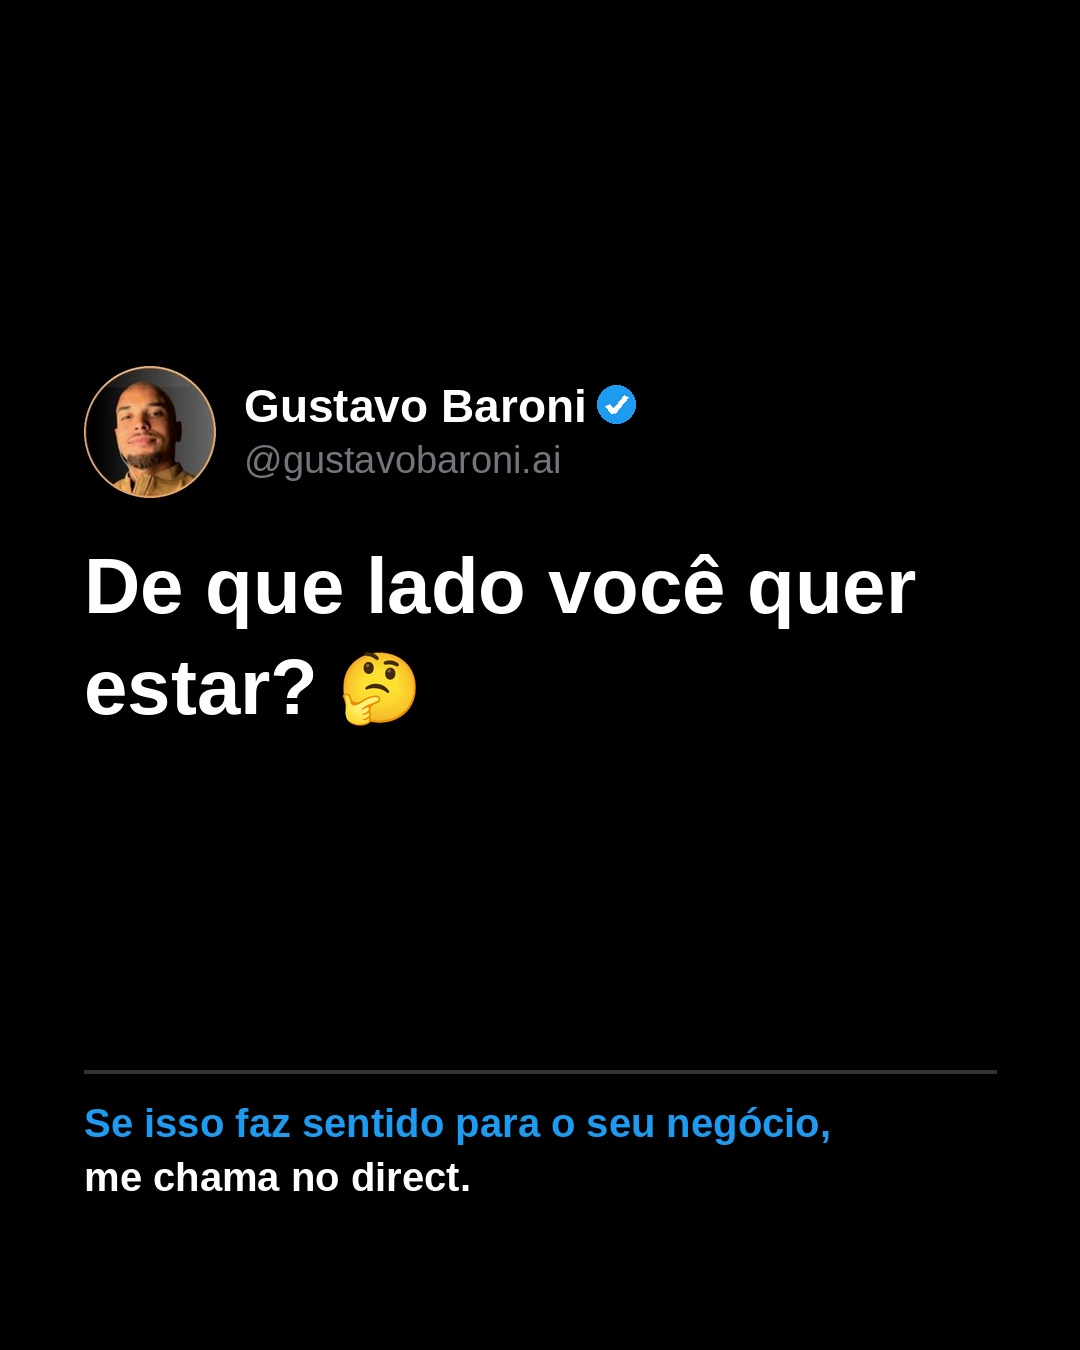 Gustavo Baroni
@gustavobaroni.ai
De que lado você quer
estar? 🤔
Se isso faz sentido para o seu negócio,
me chama no direct.